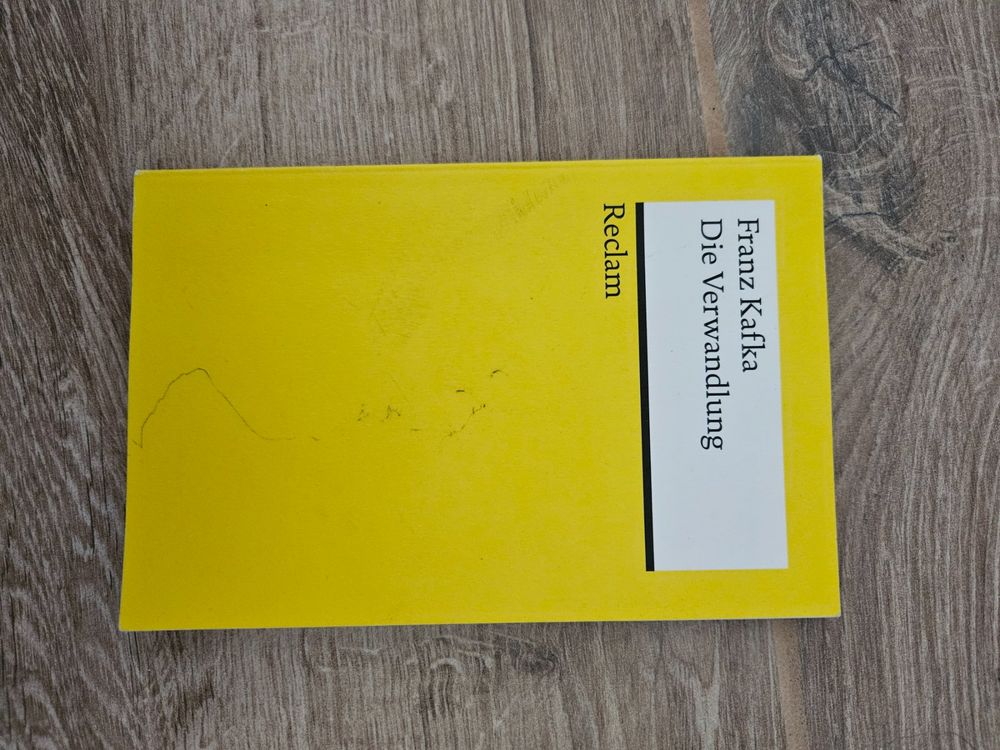 Franz Kafka
Die Verwandlung
Reclam